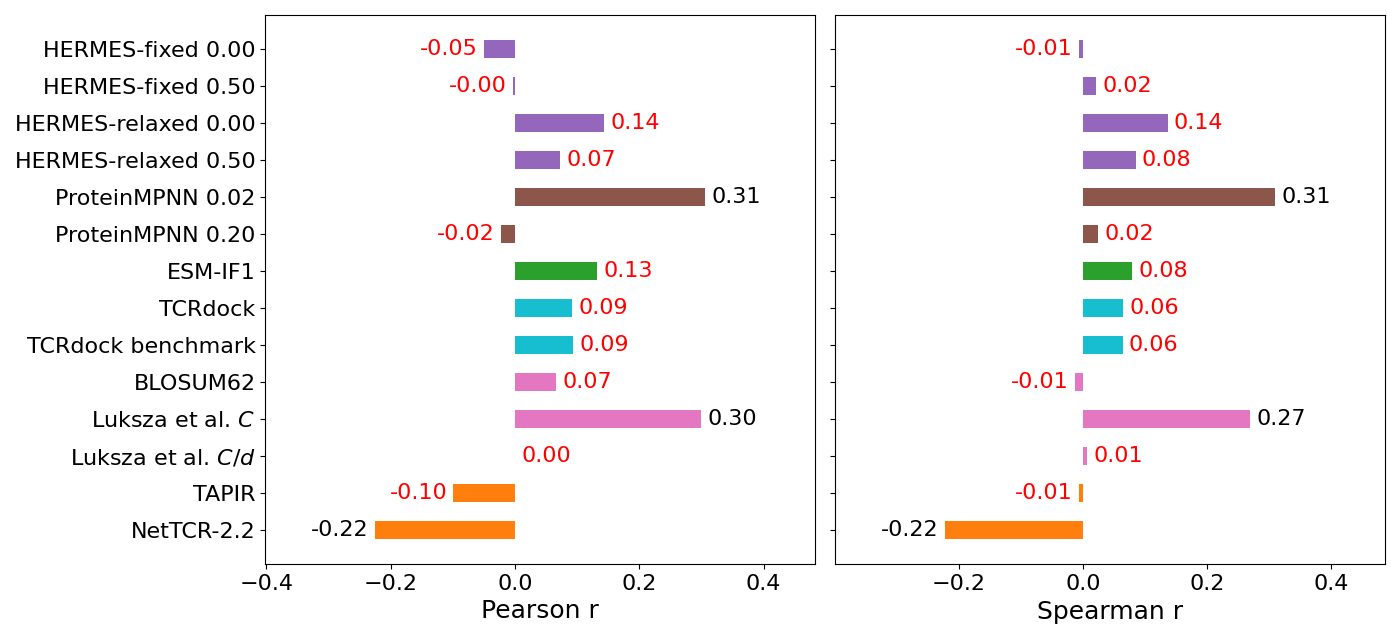 HERMES-fixed 0.00 -0.05 -0.01
HERMES-fixed 0.50 -0.00 0.02
HERMES-relaxed 0.00 0.14 0.14
HERMES-relaxed 0.50 0.07 0.08
ProteinMPNN 0.02 0.31 0.31
ProteinMPNN 0.20 -0.02 0.02
ESM-IF1 0.13 0.08
TCRdock 0.09 0.06
TCRdock benchmark 0.09 0.06
BLOSUM62 0.07 -0.01
Luksza et al. C 0.30 0.27
Luksza et al. C/d 0.00 0.01
TAPIR -0.10 -0.01
NetTCR-2.2 -0.22 -0.22
−0.4 −0.2 0.0 0.2 0.4 −0.2 0.0 0.2 0.4
Pearson r Spearman r